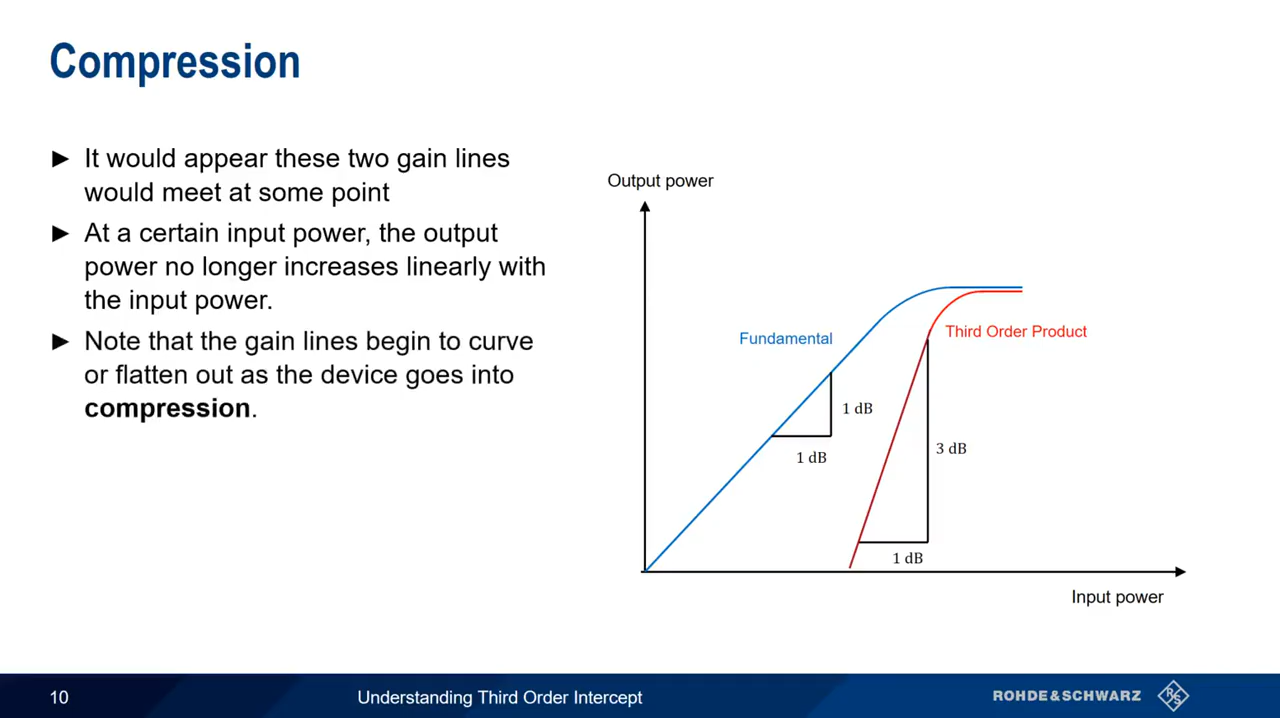 Compression
► It would appear these two gain lines
would meet at some point
► At a certain input power, the output
power no longer increases linearly with
the input power.
► Note that the gain lines begin to curve
or flatten out as the device goes into
compression.
Output power
Fundamental
Third Order Product
1 dB
1 dB
3 dB
1 dB
Input power
10
Understanding Third Order Intercept
ROHDE&SCHWARZ
R&S